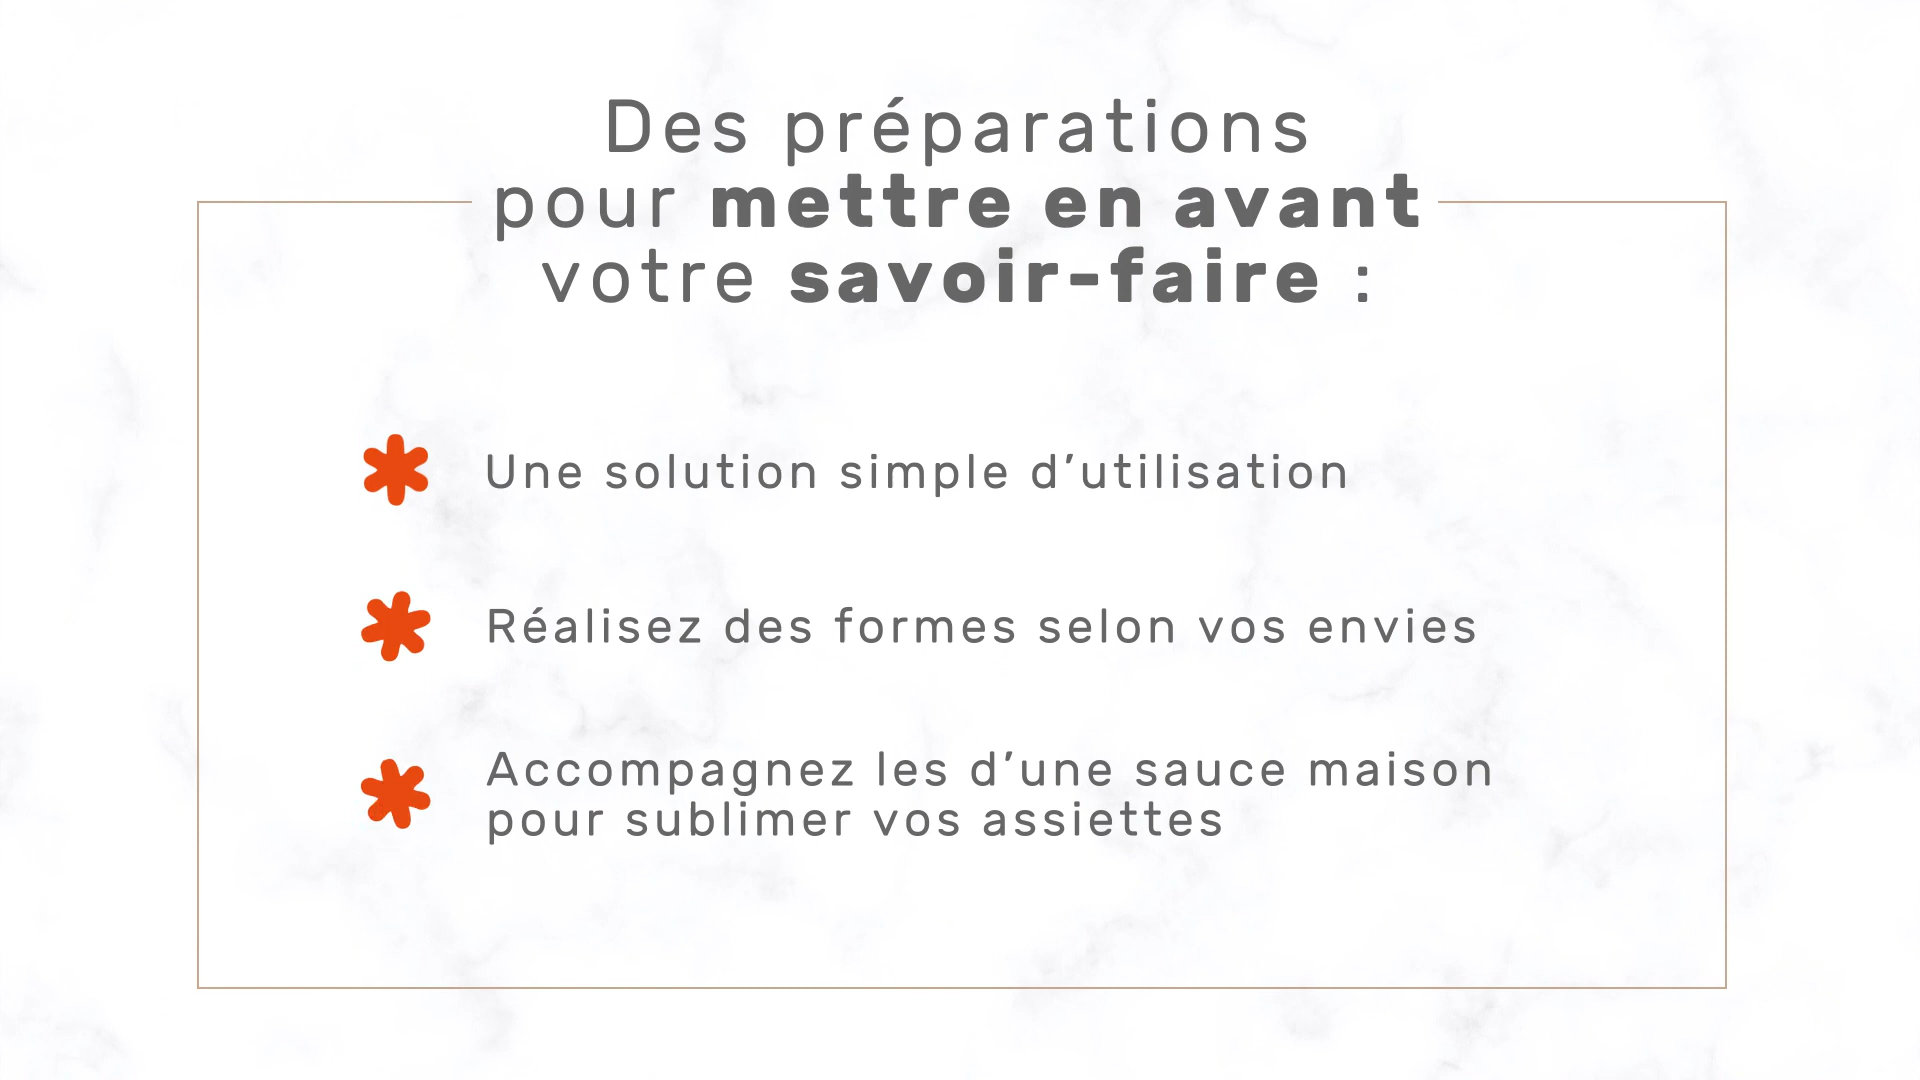 Des préparations
pour mettre en avant
votre savoir-faire :
Une solution simple d’utilisation
Réalisez des formes selon vos envies
Accompagnez les d’une sauce maison
pour sublimer vos assiettes